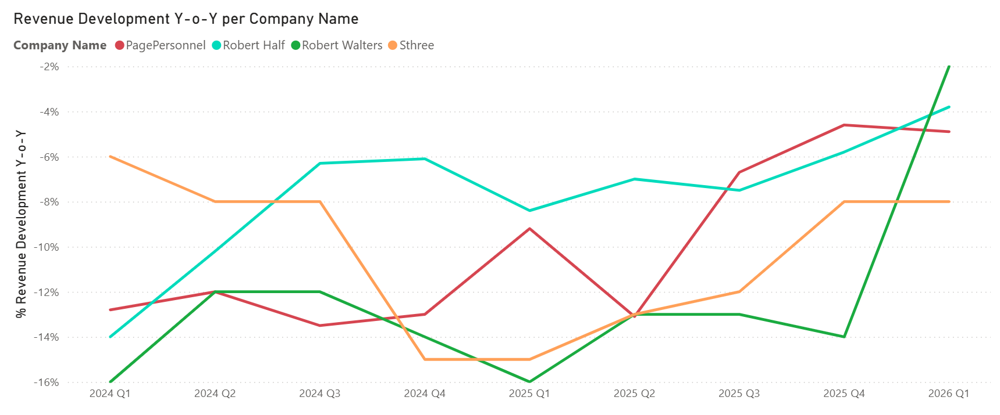 Revenue Development Y-o-Y per Company Name
Company Name PagePersonnel Robert Half Robert Walters Sthree
% Revenue Development Y-o-Y
-2%
-4%
-6%
-8%
-10%
-12%
-14%
-16%
2024 Q1 2024 Q2 2024 Q3 2024 Q4 2025 Q1 2025 Q2 2025 Q3 2025 Q4 2026 Q1